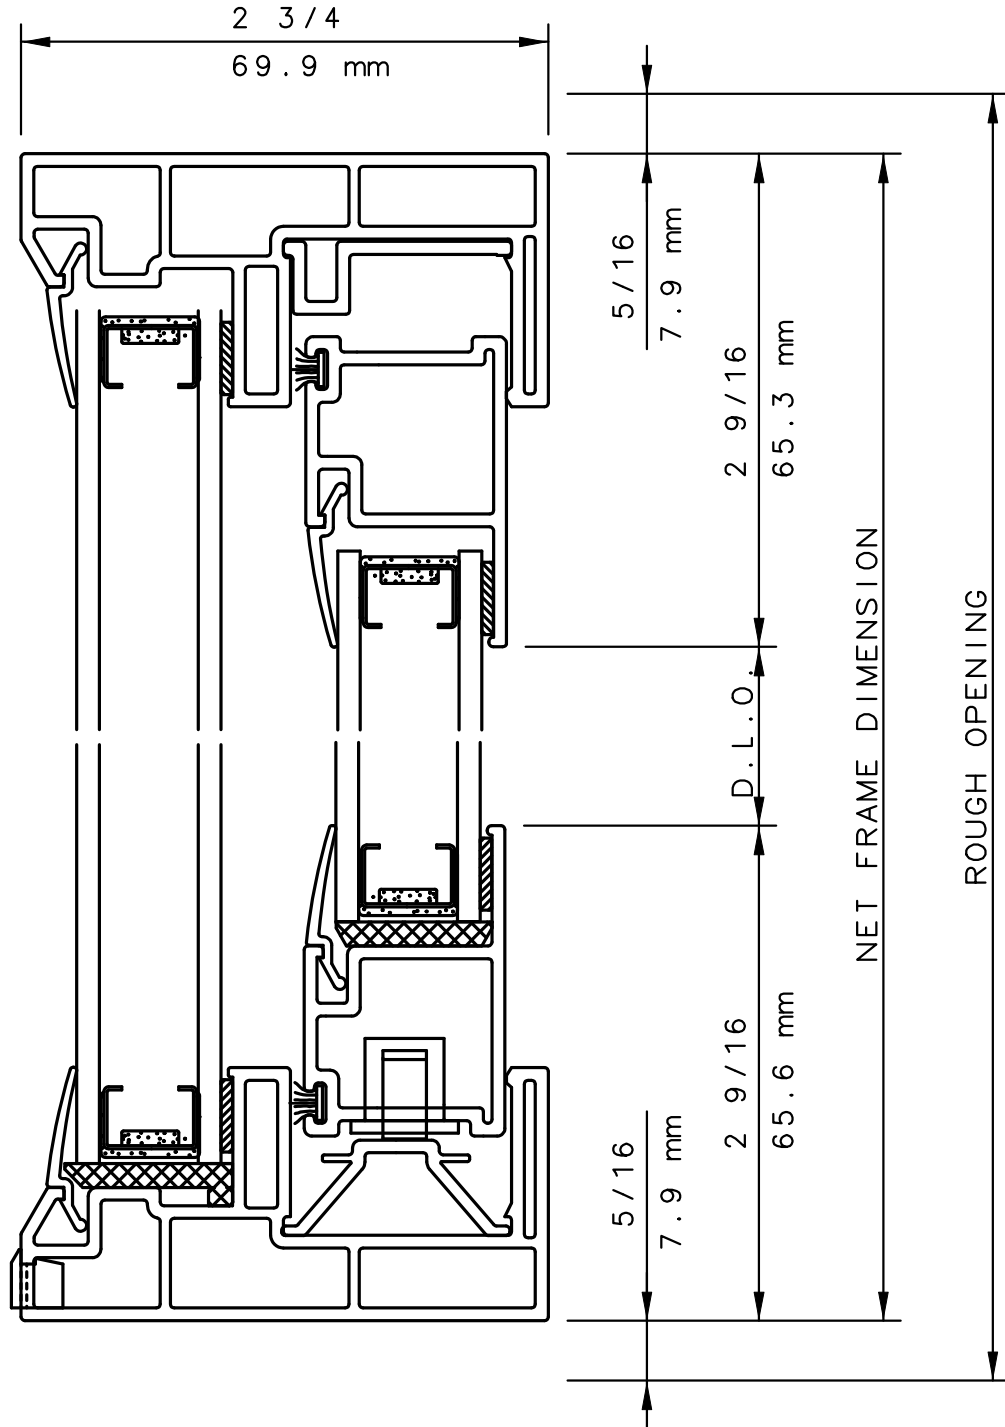 2 3/4
69.9 mm
5/16
7.9 mm
2 9/16
65.3 mm
D.L.O.
NET FRAME DIMENSION
ROUGH OPENING
2 9/16
65.6 mm
5/16
7.9 mm